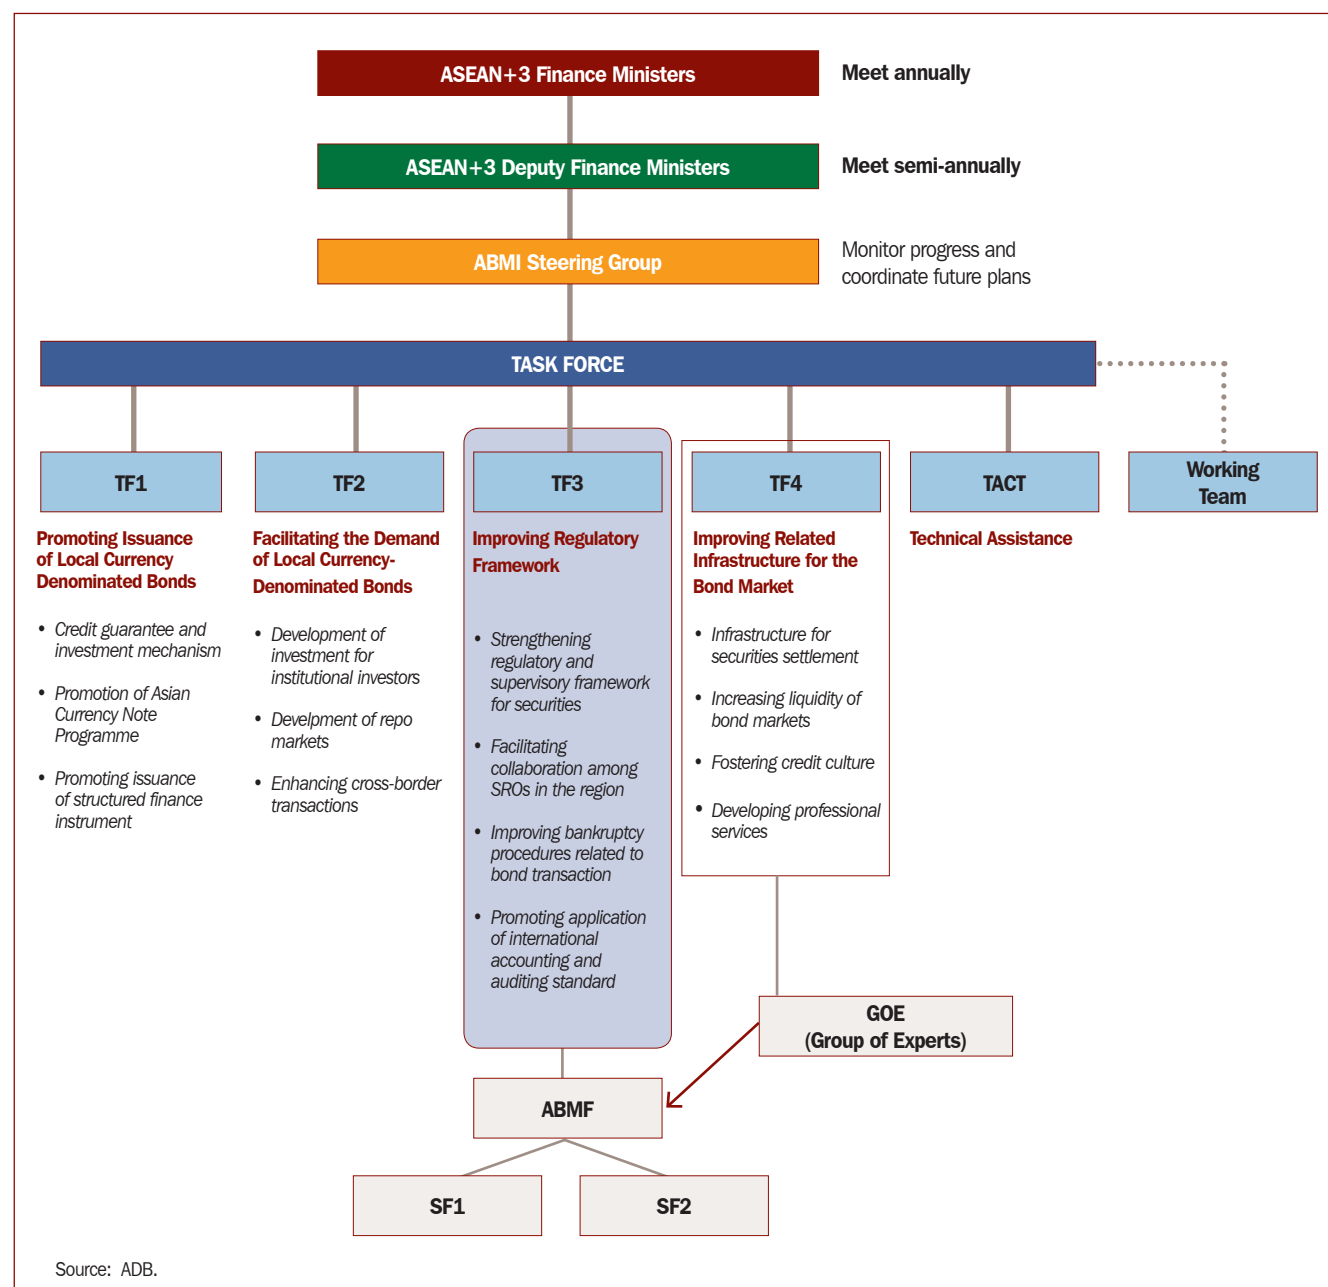 ASEAN+3 Finance Ministers
Meet annually
ASEAN+3 Deputy Finance Ministers
Meet semi-annually
ABMI Steering Group
Monitor progress and
coordinate future plans
TASK FORCE
TF1
Promoting Issuance
of Local Currency
Denominated Bonds
• Credit guarantee and
investment mechanism
• Promotion of Asian
Currency Note
Programme
• Promoting issuance
of structured finance
instrument
TF2
Facilitating the Demand
of Local Currency-
Denominated Bonds
• Development of
investment for
institutional investors
• Develpment of repo
markets
• Enhancing cross-border
transactions
TF3
Improving Regulatory
Framework
• Strengthening
regulatory and
supervisory framework
for securities
• Facilitating
collaboration among
SROs in the region
• Improving bankruptcy
procedures related to
bond transaction
• Promoting application
of international
accounting and
auditing standard
TF4
Improving Related
Infrastructure for the
Bond Market
• Infrastructure for
securities settlement
• Increasing liquidity of
bond markets
• Fostering credit culture
• Developing professional
services
TACT
Technical Assistance
Working
Team
GOE
(Group of Experts)
ABMF
SF1
SF2
Source: ADB.